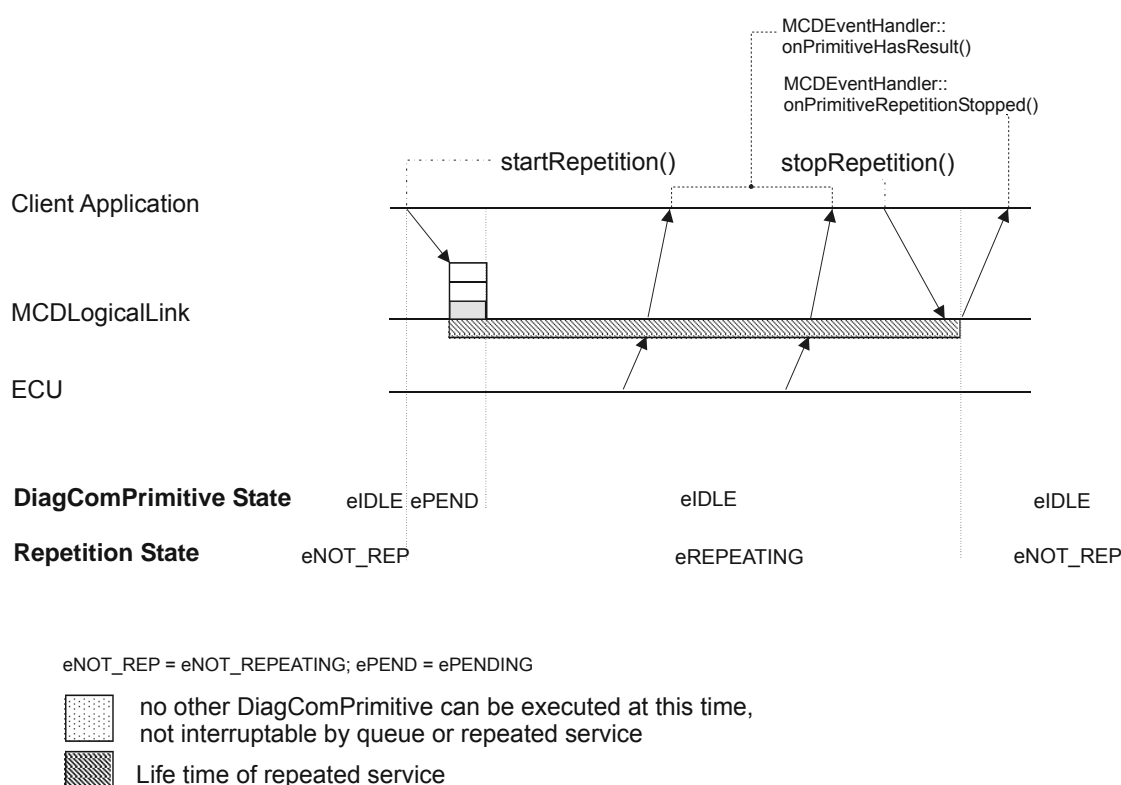 MCDEventHandler::
onPrimitiveHasResult()
MCDEventHandler::
onPrimitiveRepetitionStopped()
startRepetition()
stopRepetition()
Client Application
MCDLogicalLink
ECU
DiagComPrimitive State eIDLE ePEND eIDLE eIDLE
Repetition State eNOT_REP eREPEATING eNOT_REP
eNOT_REP = eNOT_REPEATING; ePEND = ePENDING
no other DiagComPrimitive can be executed at this time,
not interruptable by queue or repeated service
Life time of repeated service